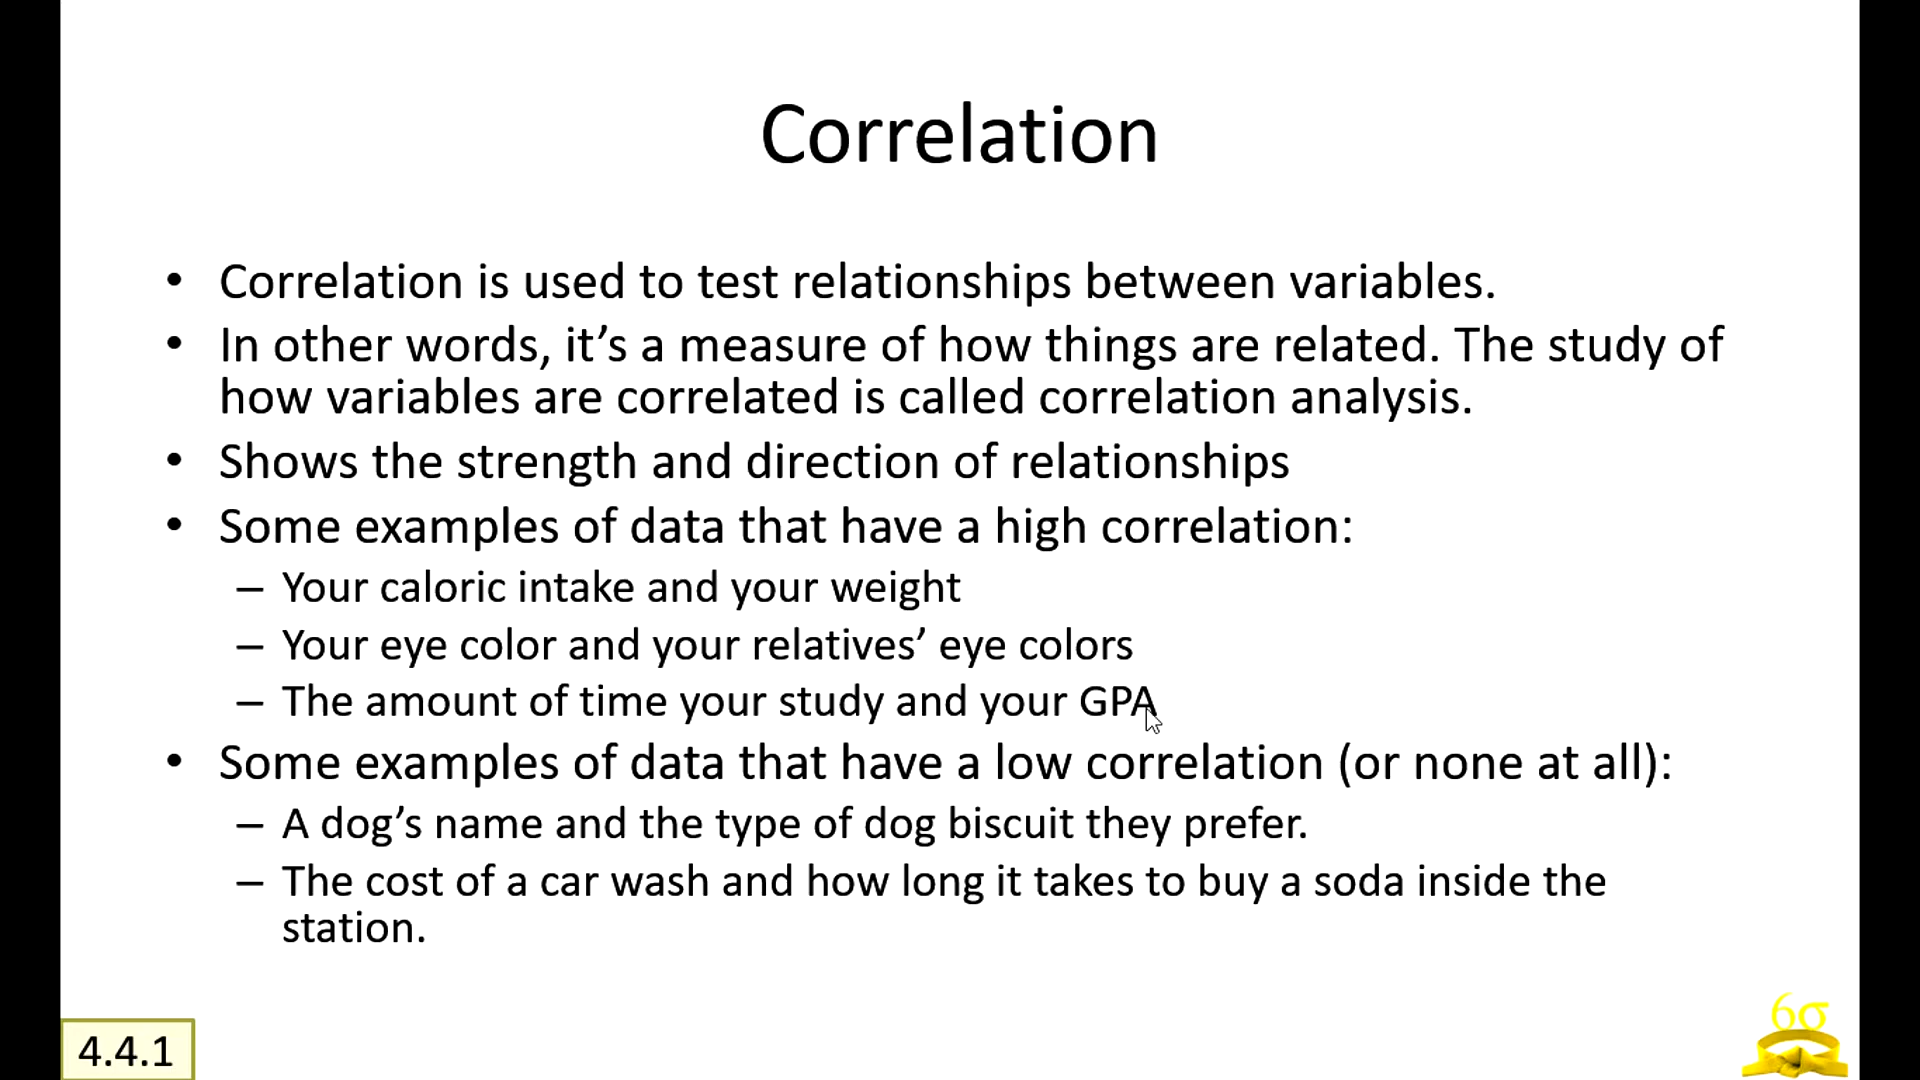 Correlation
• Correlation is used to test relationships between variables.
• In other words, it’s a measure of how things are related. The study of
how variables are correlated is called correlation analysis.
• Shows the strength and direction of relationships
• Some examples of data that have a high correlation:
– Your caloric intake and your weight
– Your eye color and your relatives’ eye colors
– The amount of time your study and your GPA
• Some examples of data that have a low correlation (or none at all):
– A dog’s name and the type of dog biscuit they prefer.
– The cost of a car wash and how long it takes to buy a soda inside the
station.
4.4.1
6σ